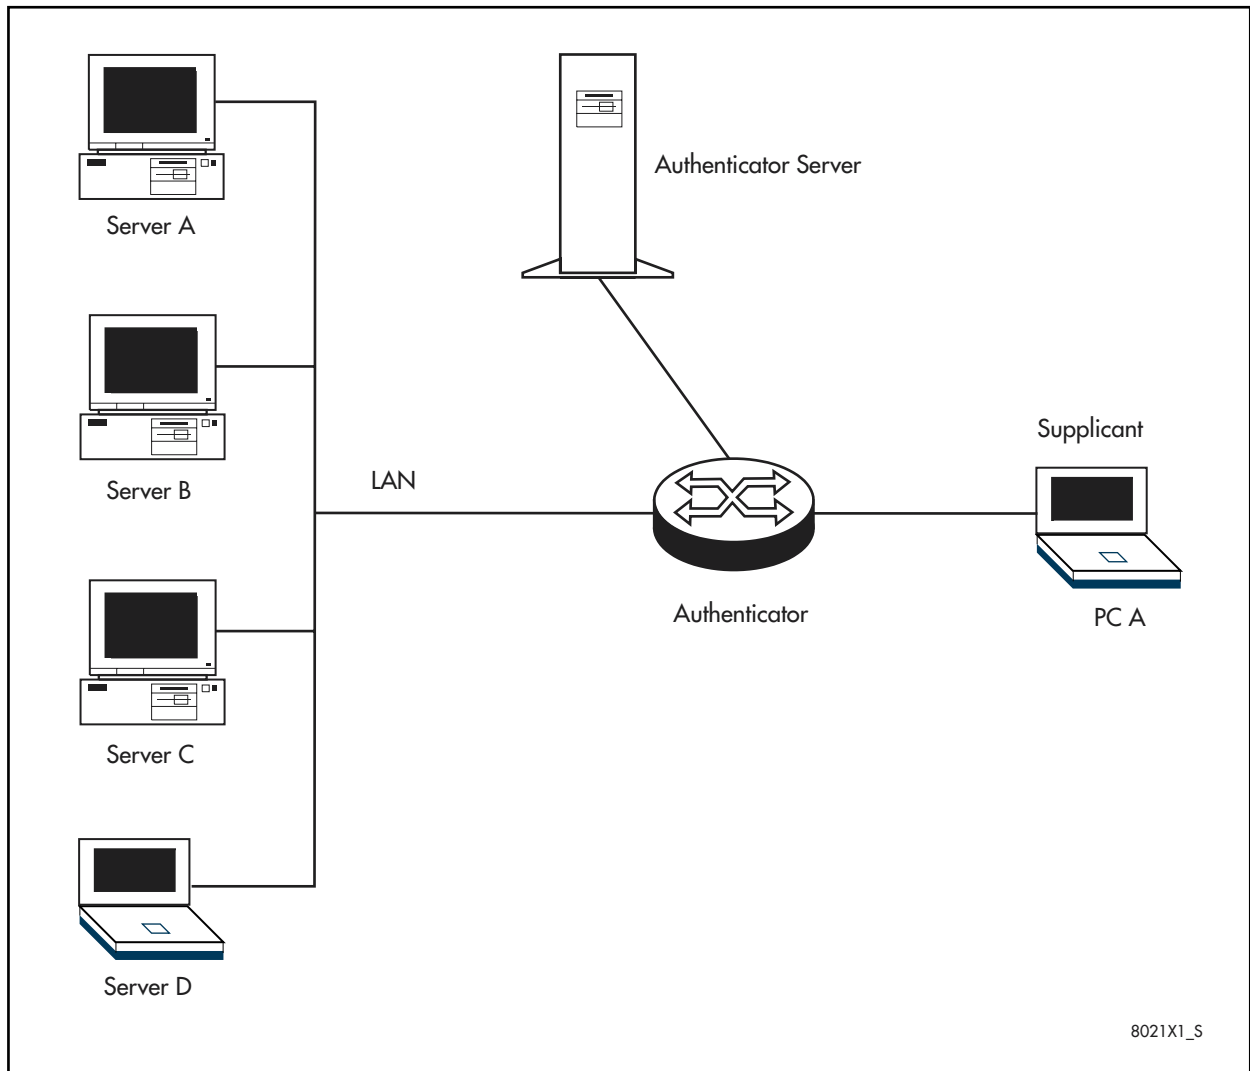 Server A
Authenticator Server
Server B
LAN
Supplicant
Authenticator
PC A
Server C
Server D
8021X1_S